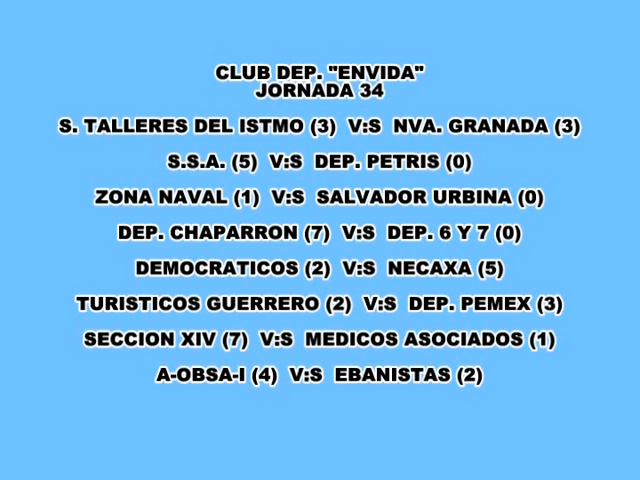 CLUB DEP. "ENVIDA"
JORNADA 34
S. TALLERES DEL ISTMO (3) V:S NVA. GRANADA (3)
S.S.A. (5) V:S DEP. PETRIS (0)
ZONA NAVAL (1) V:S SALVADOR URBINA (0)
DEP. CHAPARRON (7) V:S DEP. 6 Y 7 (0)
DEMOCRATICOS (2) V:S NECAXA (5)
TURISTICOS GUERRERO (2) V:S DEP. PEMEX (3)
SECCION XIV (7) V:S MEDICOS ASOCIADOS (1)
A-OBSA-I (4) V:S EBANISTAS (2)